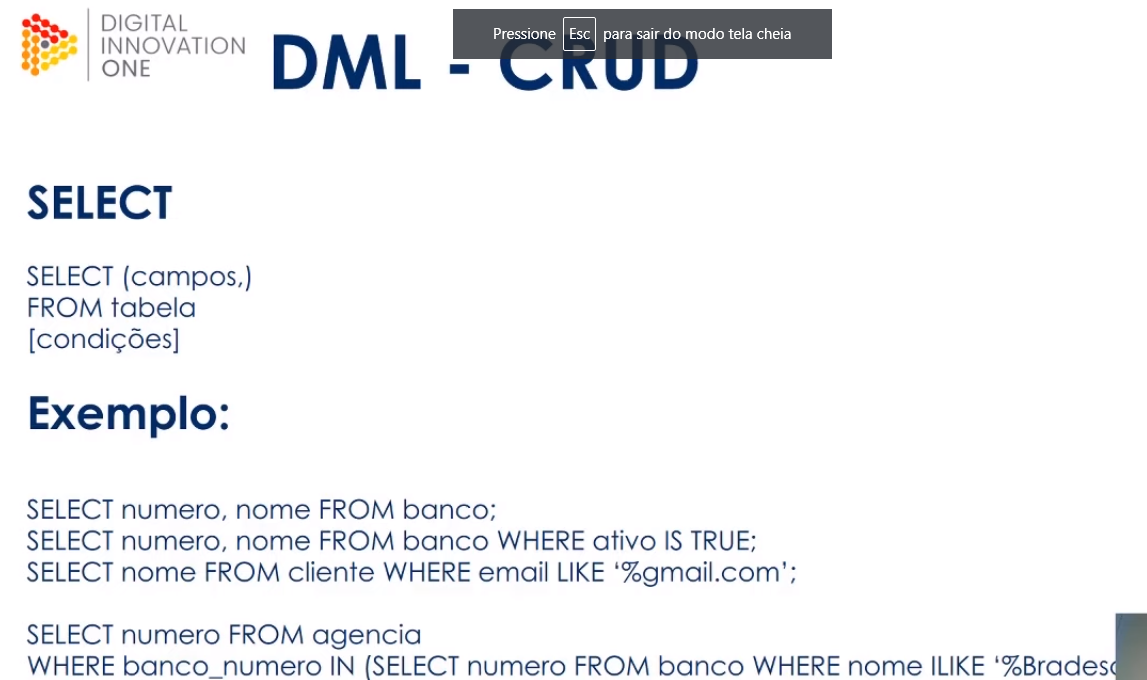 DIGITAL
INNOVATION
ONE
Pressione Esc para sair do modo tela cheia
DML - CRUD
SELECT
SELECT (campos,)
FROM tabela
[condições]
Exemplo:
SELECT numero, nome FROM banco;
SELECT numero, nome FROM banco WHERE ativo IS TRUE;
SELECT nome FROM cliente WHERE email LIKE ‘%gmail.com’;
SELECT numero FROM agencia
WHERE banco_numero IN (SELECT numero FROM banco WHERE nome ILIKE ‘%Bradesc